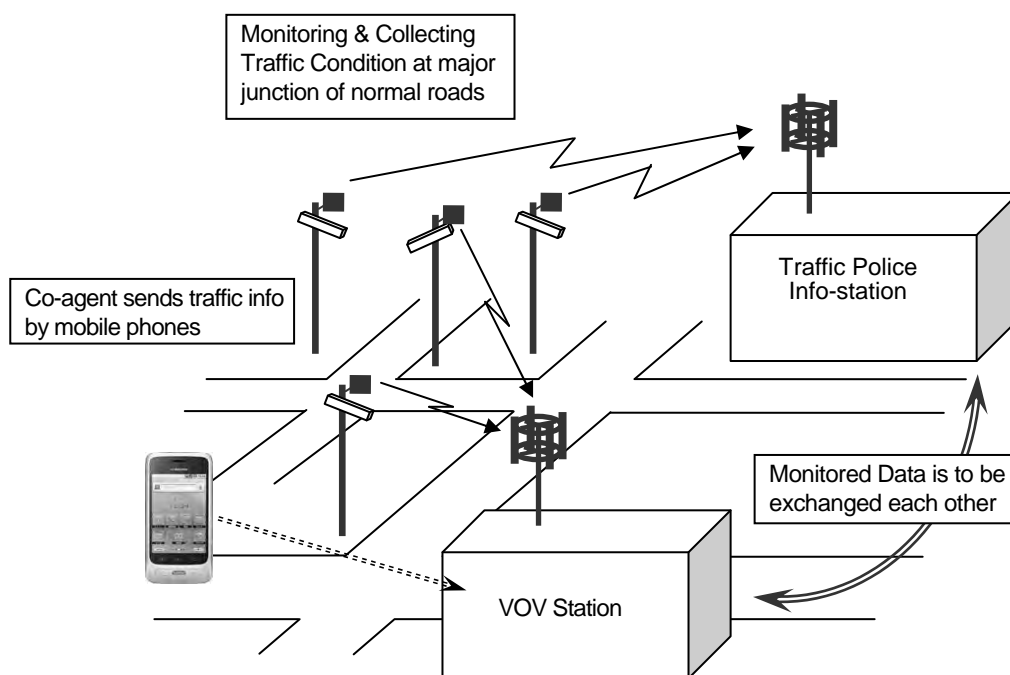 Monitoring & Collecting
Traffic Condition at major
junction of normal roads
Traffic Police
Info-station
Co-agent sends traffic info
by mobile phones
Monitored Data is to be
exchanged each other
VOV Station